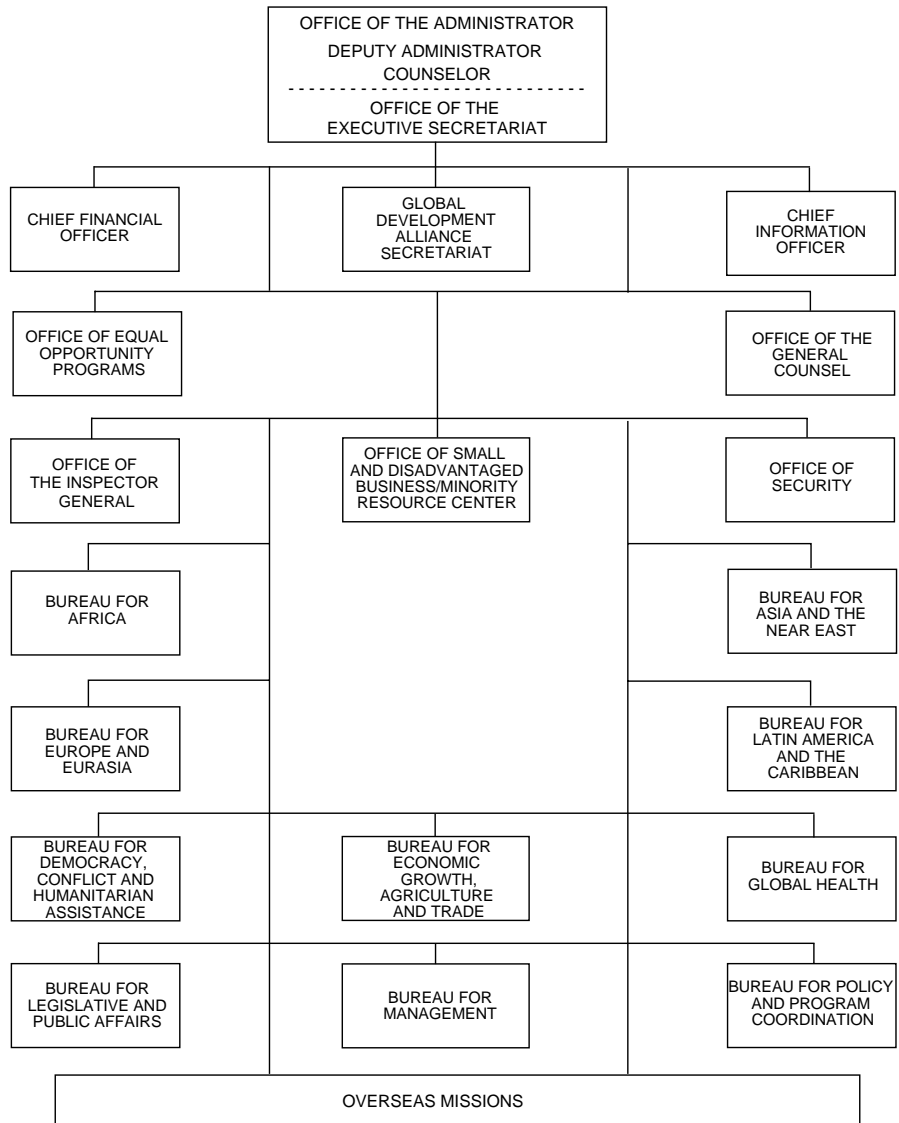 OFFICE OF THE ADMINISTRATOR
DEPUTY ADMINISTRATOR
COUNSELOR
OFFICE OF THE
EXECUTIVE SECRETARIAT
CHIEF FINANCIAL
OFFICER
GLOBAL
DEVELOPMENT
ALLIANCE
SECRETARIAT
CHIEF
INFORMATION
OFFICER
OFFICE OF EQUAL
OPPORTUNITY
PROGRAMS
OFFICE OF THE
GENERAL
COUNSEL
OFFICE OF
THE INSPECTOR
GENERAL
OFFICE OF SMALL
AND DISADVANTAGED
BUSINESS/MINORITY
RESOURCE CENTER
OFFICE OF
SECURITY
BUREAU FOR
AFRICA
BUREAU FOR
ASIA AND THE
NEAR EAST
BUREAU FOR
EUROPE AND
EURASIA
BUREAU FOR
LATIN AMERICA
AND THE
CARIBBEAN
BUREAU FOR
DEMOCRACY,
CONFLICT AND
HUMANITARIAN
ASSISTANCE
BUREAU FOR
ECONOMIC
GROWTH,
AGRICULTURE
AND TRADE
BUREAU FOR
GLOBAL HEALTH
BUREAU FOR
LEGISLATIVE AND
PUBLIC AFFAIRS
BUREAU FOR
MANAGEMENT
BUREAU FOR POLICY
AND PROGRAM
COORDINATION
OVERSEAS MISSIONS